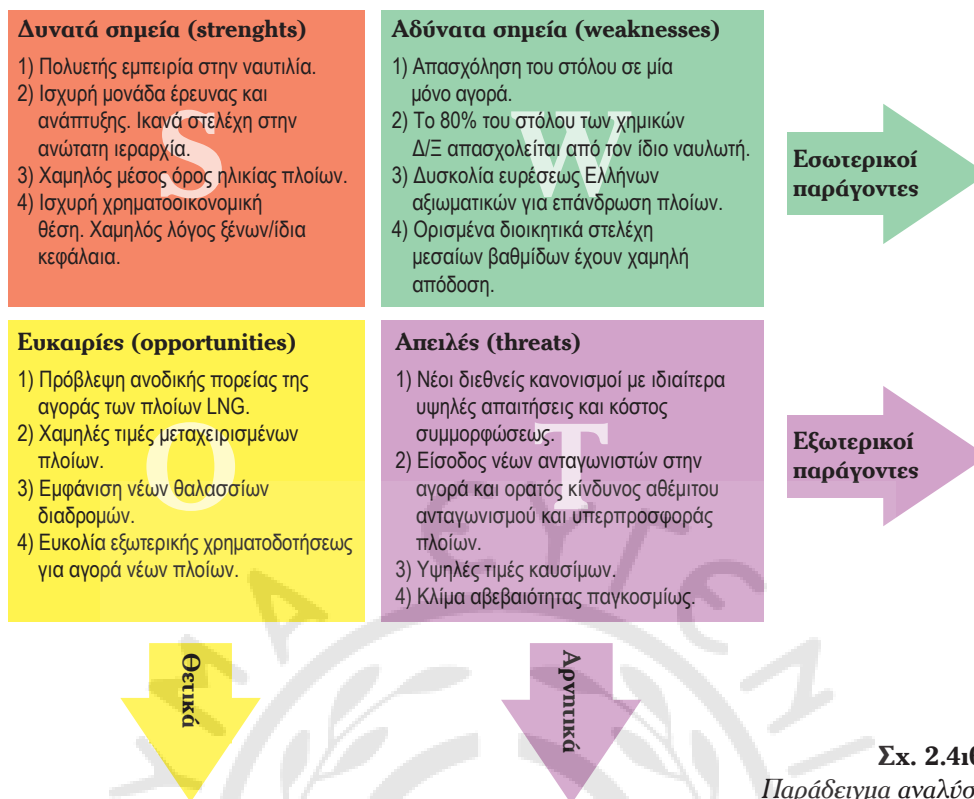 Δυνατά σημεία (strenghts)
1) Πολυετής εμπειρία στην ναυτιλία.
2) Ισχυρή μονάδα έρευνας και
ανάπτυξης. Ικανά στελέχη στην
ανώτατη ιεραρχία.
3) Χαμηλός μέσος όρος ηλικίας πλοίων.
4) Ισχυρή χρηματοοικονομική
θέση. Χαμηλός λόγος ξένων/ίδια
κεφάλαια.
S
Αδύνατα σημεία (weaknesses)
1) Απασχόληση του στόλου σε μία
μόνο αγορά.
2) Το 80% του στόλου των χημικών
Δ/Ξ απασχολείται από τον ίδιο ναυλωτή.
3) Δυσκολία ευρέσεως Ελλήνων
αξιωματικών για επάνδρωση πλοίων.
4) Ορισμένα διοικητικά στελέχη
μεσαίων βαθμίδων έχουν χαμηλή
απόδοση.
W
Εσωτερικοί
παράγοντες
Ευκαιρίες (opportunities)
1) Πρόβλεψη ανοδικής πορείας της
αγοράς των πλοίων LNG.
2) Χαμηλές τιμές μεταχειρισμένων
πλοίων.
3) Εμφάνιση νέων θαλασσίων
διαδρομών.
4) Ευκολία εξωτερικής χρηματοδοτήσεως
για αγορά νέων πλοίων.
O
Απειλές (threats)
1) Νέοι διεθνείς κανονισμοί με ιδιαίτερα
υψηλές απαιτήσεις και κόστος
συμμορφώσεως.
2) Είσοδος νέων ανταγωνιστών στην
αγορά και ορατός κίνδυνος αθέμιτου
ανταγωνισμού και υπερπροσφοράς
πλοίων.
3) Υψηλές τιμές καυσίμων.
4) Κλίμα αβεβαιότητας παγκοσμίως.
T
Εξωτερικοί
παράγοντες
Θετικά
Αρνητικά
Σχ. 2.4ι
Παράδειγμα